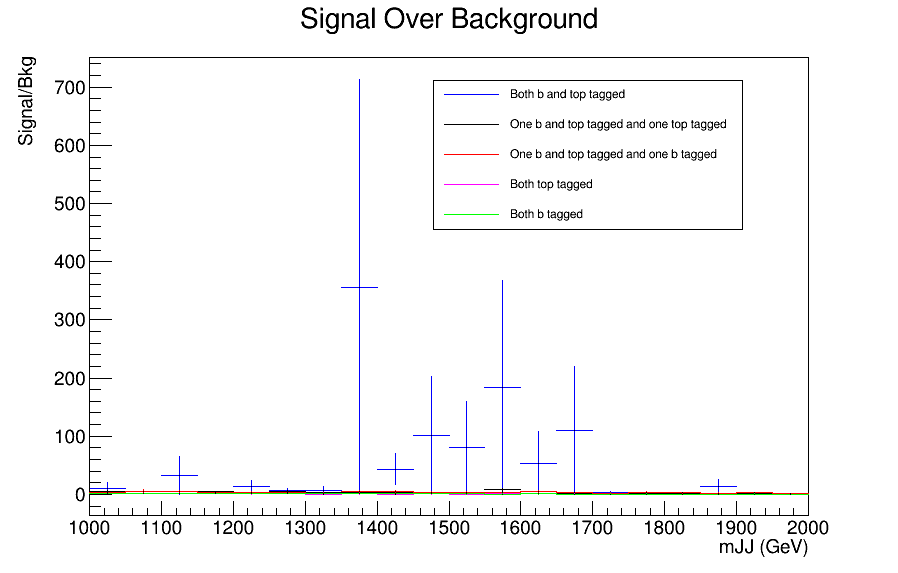 Signal Over Background
Signal/Bkg
700
600
500
400
300
200
100
0
Both b and top tagged
One b and top tagged and one top tagged
One b and top tagged and one b tagged
Both top tagged
Both b tagged
1000 1100 1200 1300 1400 1500 1600 1700 1800 1900 2000
mJJ (GeV)